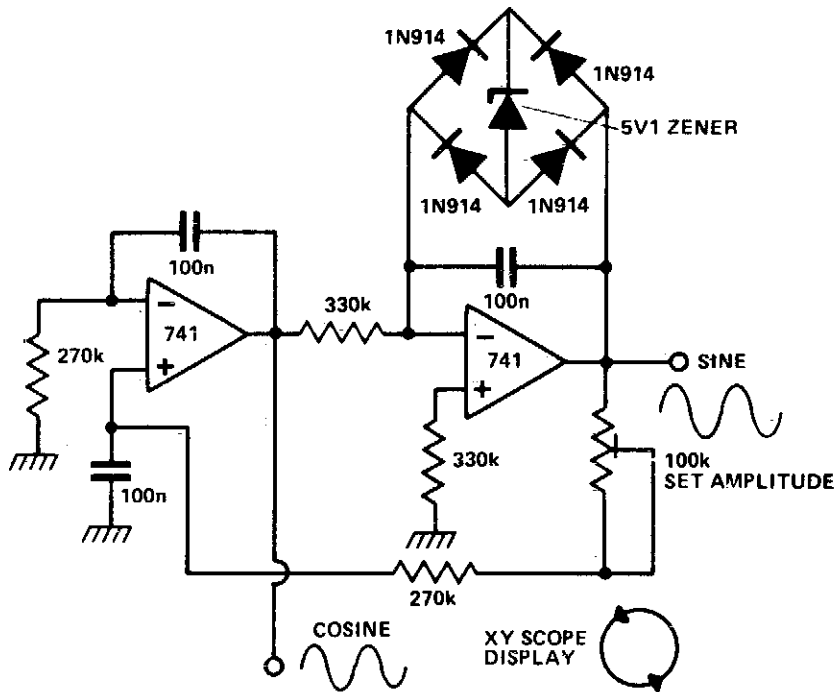 1N914
1N914
5V1 ZENER
1N914
1N914
100n
100n
330k
-
741
+
270k
-
741
+
SINE
330k
100k
SET AMPLITUDE
100n
270k
COSINE
XY SCOPE
DISPLAY